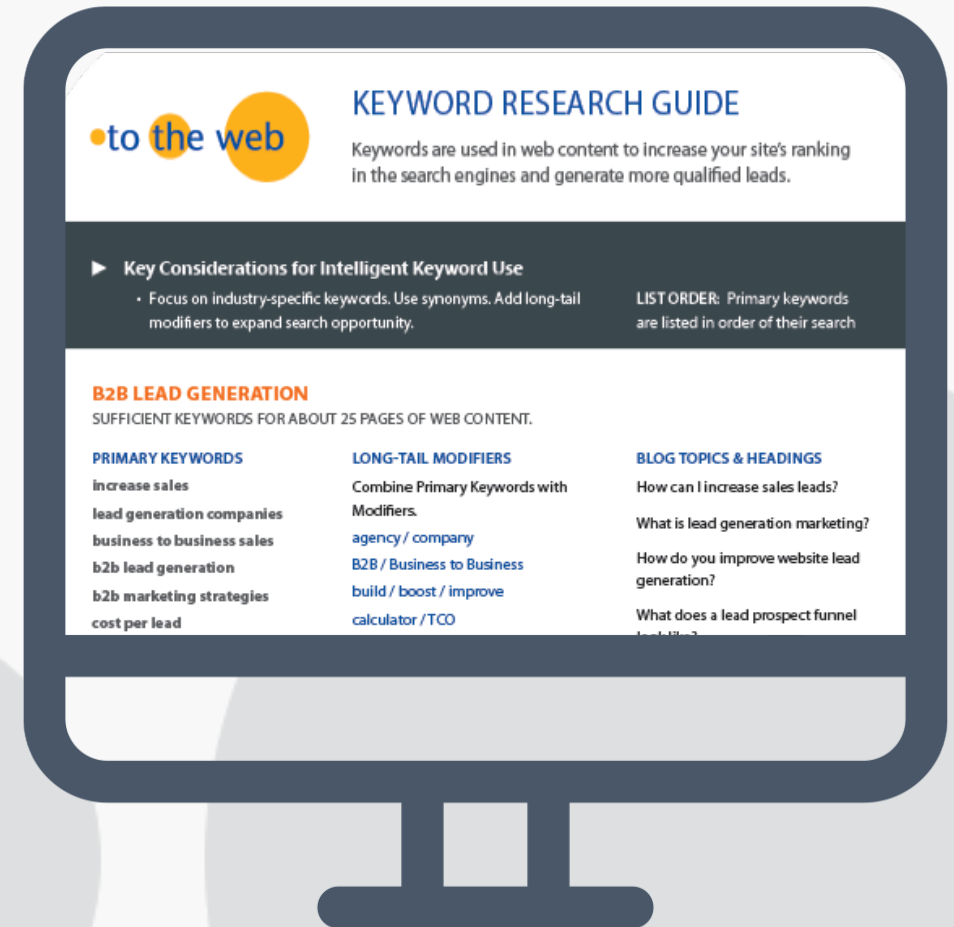 to the web
KEYWORD RESEARCH GUIDE
Keywords are used in web content to increase your site's ranking
in the search engines and generate more qualified leads.
Key Considerations for Intelligent Keyword Use
• Focus on industry-specific keywords. Use synonyms. Add long-tail
modifiers to expand search opportunity.
LIST ORDER: Primary keywords
are listed in order of their search
B2B LEAD GENERATION
SUFFICIENT KEYWORDS FOR ABOUT 25 PAGES OF WEB CONTENT.
PRIMARY KEYWORDS
increase sales
lead generation companies
business to business sales
b2b lead generation
b2b marketing strategies
cost per lead
LONG-TAIL MODIFIERS
Combine Primary Keywords with
Modifiers.
agency / company
B2B / Business to Business
build / boost / improve
calculator / TCO
BLOG TOPICS & HEADINGS
How can I increase sales leads?
What is lead generation marketing?
How do you improve website lead
generation?
What does a lead prospect funnel